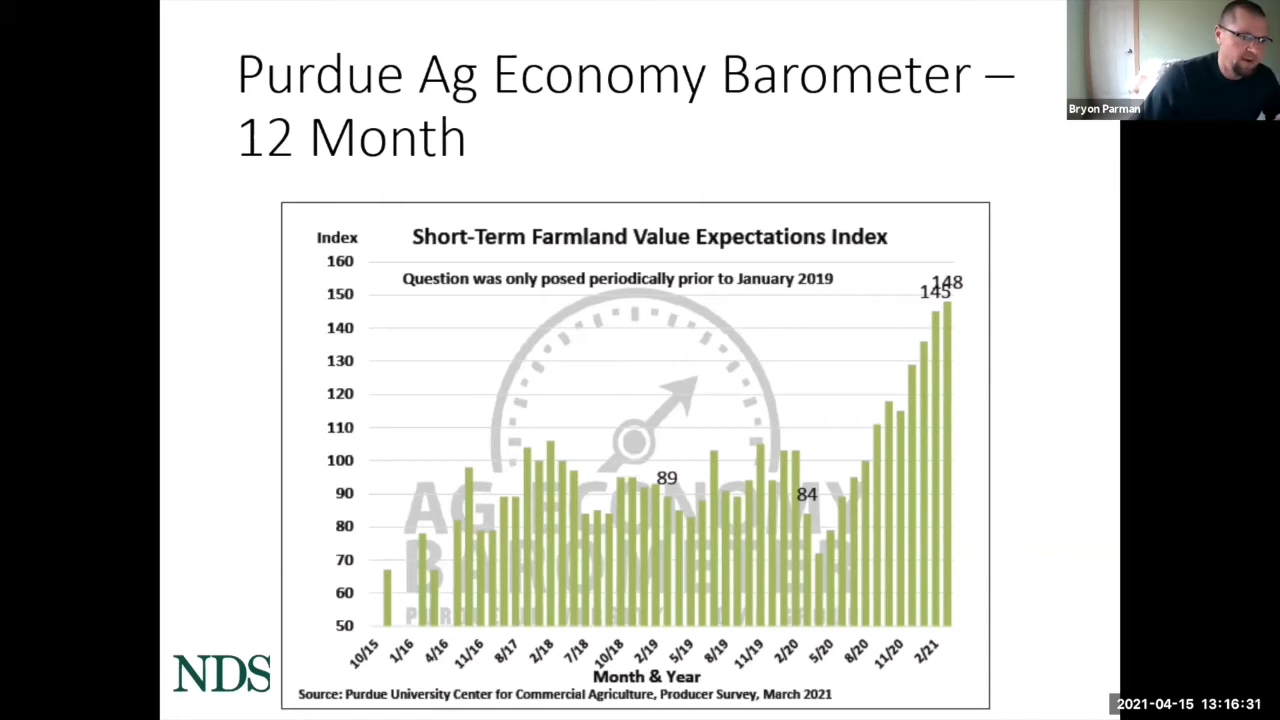 Purdue Ag Economy Barometer –
12 Month
Bryon Parman
Index
Short-Term Farmland Value Expectations Index
Question was only posed periodically prior to January 2019
160
150
140
130
120
110
100
90
80
70
60
50
89
84
145
148
AG ECONOMY
BAROMETER
10/15 1/16 4/16 11/16 8/17 2/18 7/18 10/18 2/19 5/19 8/19 11/19 2/20 5/20 8/20 11/20 2/21
Month & Year
Source: Purdue University Center for Commercial Agriculture, Producer Survey, March 2021
NDS
2021-04-15 13:16:31